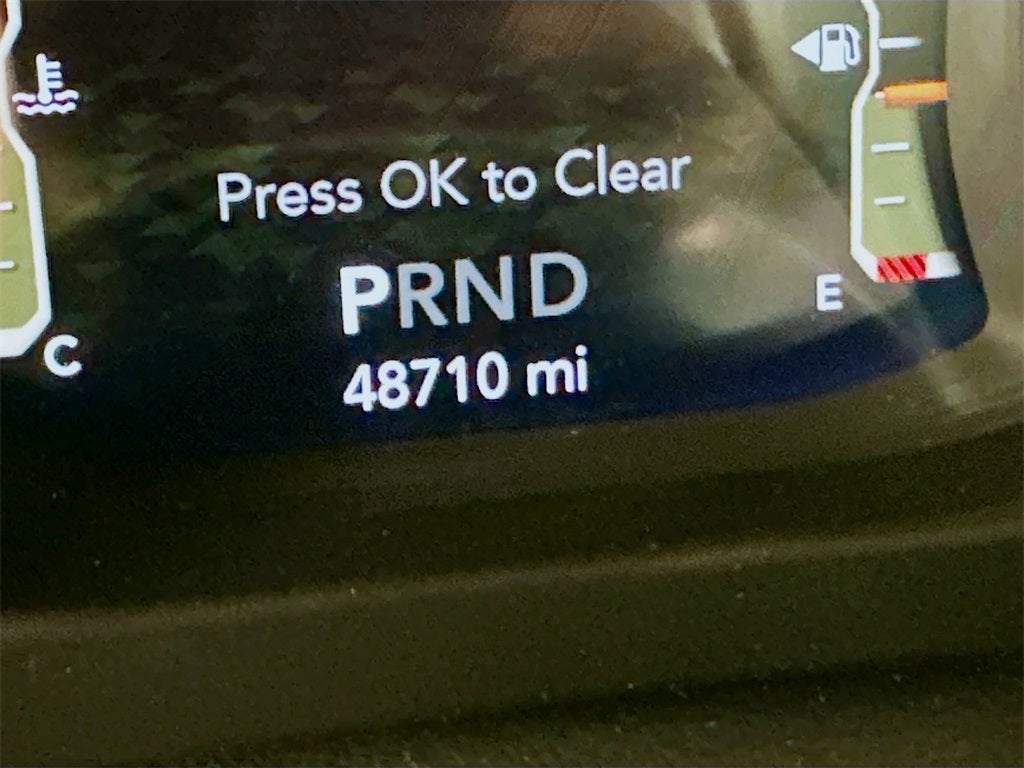 Press OK to Clear
PRND
E
C
48710 mi